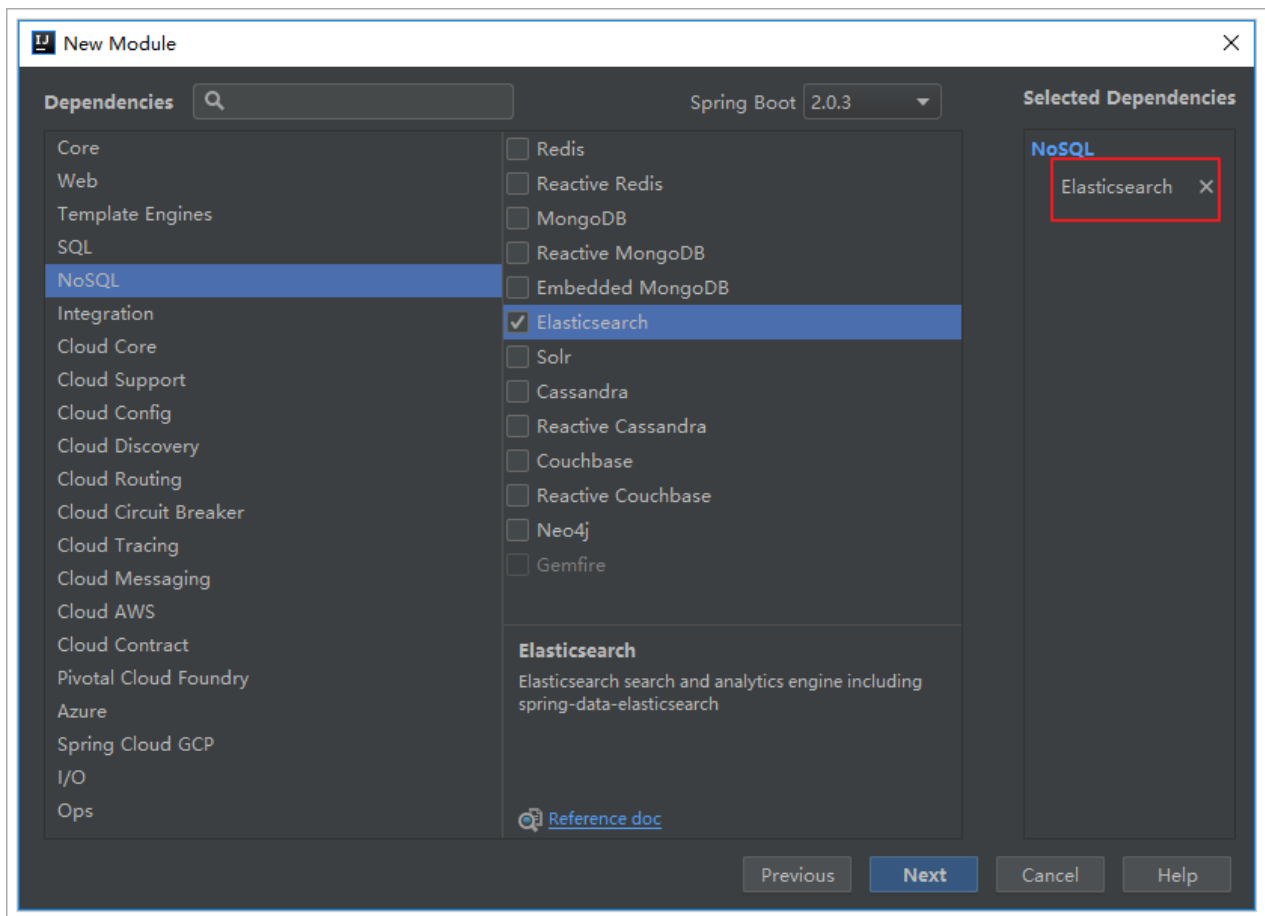 New Module
Dependencies
Spring Boot 2.0.3
Selected Dependencies
Core
Web
Template Engines
SQL
NoSQL
Integration
Cloud Core
Cloud Support
Cloud Config
Cloud Discovery
Cloud Routing
Cloud Circuit Breaker
Cloud Tracing
Cloud Messaging
Cloud AWS
Cloud Contract
Pivotal Cloud Foundry
Azure
Spring Cloud GCP
I/O
Ops
Redis
Reactive Redis
MongoDB
Reactive MongoDB
Embedded MongoDB
Elasticsearch
Solr
Cassandra
Reactive Cassandra
Couchbase
Reactive Couchbase
Neo4j
Gemfire
Elasticsearch
Elasticsearch search and analytics engine including
spring-data-elasticsearch
Reference doc
NoSQL
Elasticsearch
Previous
Next
Cancel
Help